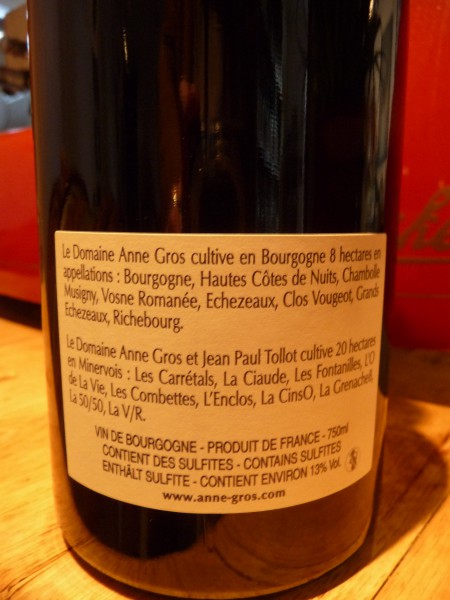 Le Domaine Anne Gros cultive en Bourgogne 8 hectares en
appellations : Bourgogne, Hautes Côtes de Nuits, Chambolle
Musigny, Vosne Romanée, Echezeaux, Clos Vougeot, Grands
Echezeaux, Richebourg.
Le Domaine Anne Gros et Jean Paul Tollot cultive 20 hectares
en Minervois : Les Carrétals, La Ciaude, Les Fontanilles, L'O
de La Vie, Les Combettes, L'Enclos, La CinsO, La Grenache8,
La 50/50, La V/R.
VIN DE BOURGOGNE - PRODUIT DE FRANCE - 750ml
CONTIENT DES SULFITES - CONTAINS SULFITES
ENTHÂLT SULFITE - CONTIENT ENVIRON 13% Vol.
www.anne-gros.com